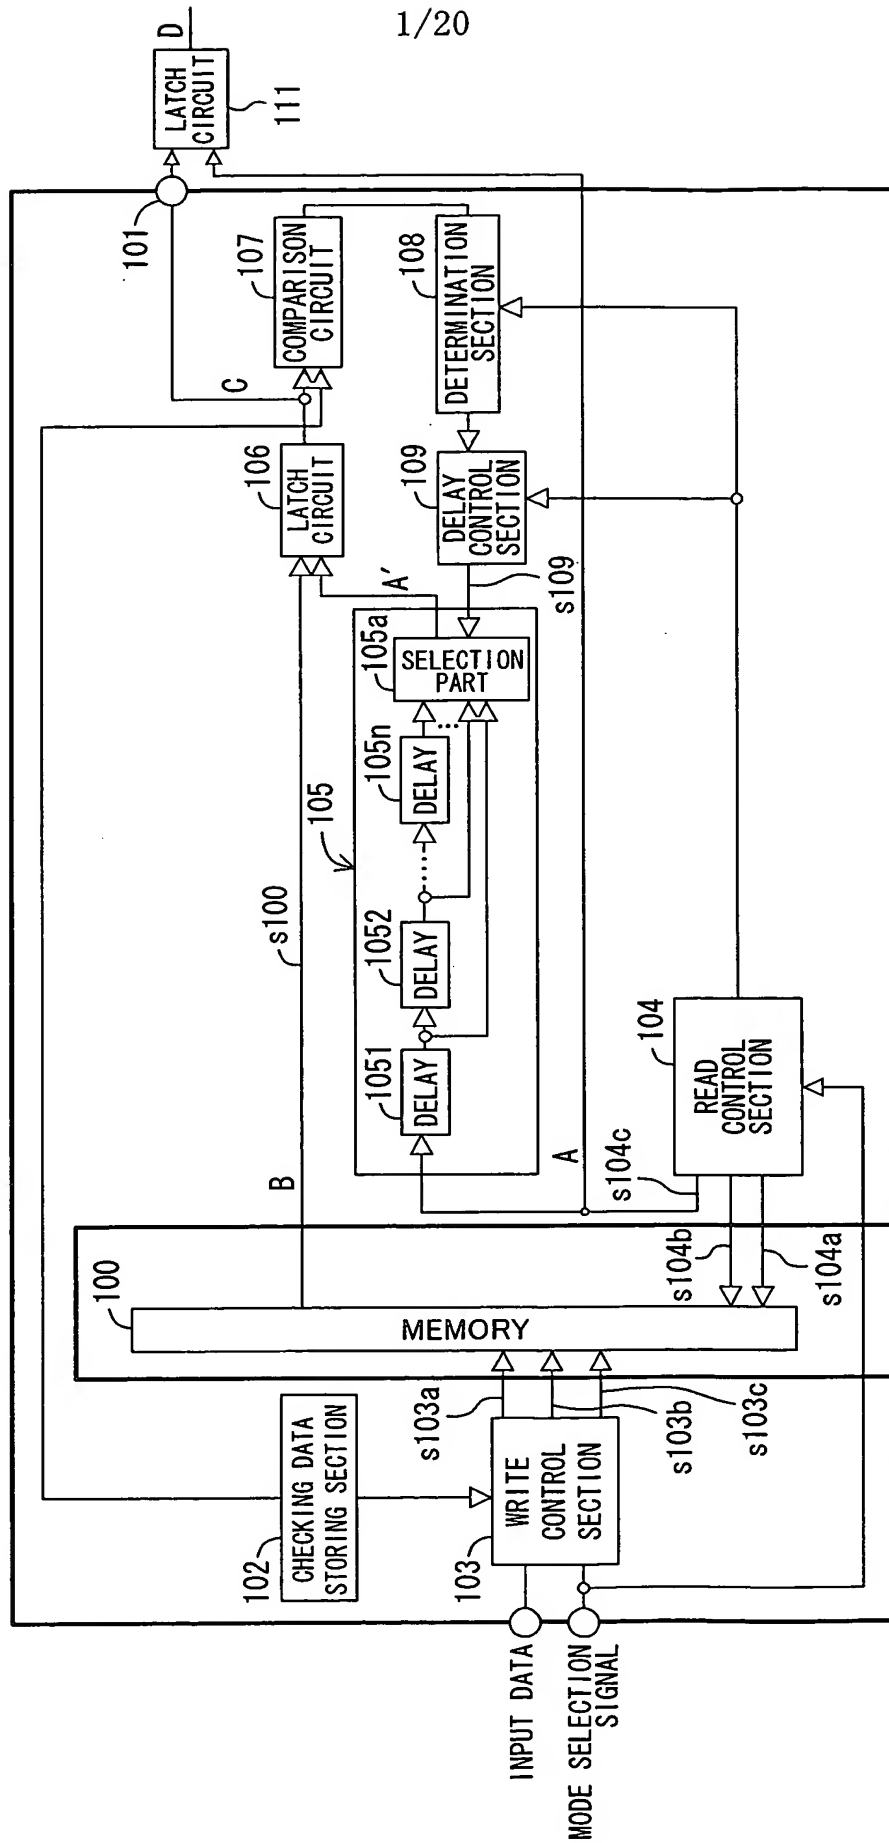 1/20
D
LATCH
CIRCUIT
111
101
107
COMPARISON
CIRCUIT
108
DETERMINATION
SECTION
C
106
LATCH
CIRCUIT
109
DELAY
CONTROL
SECTION
A'
s109
105a
SELECTION
PART
105n
DELAY
105
s100
1052
DELAY
1051
DELAY
B
A
s104c
104
READ
CONTROL
SECTION
s104b
s104a
100
MEMORY
s103a
s103b
s103c
102
CHECKING DATA
STORING SECTION
103
WRITE
CONTROL
SECTION
INPUT DATA
MODE SELECTION
SIGNAL